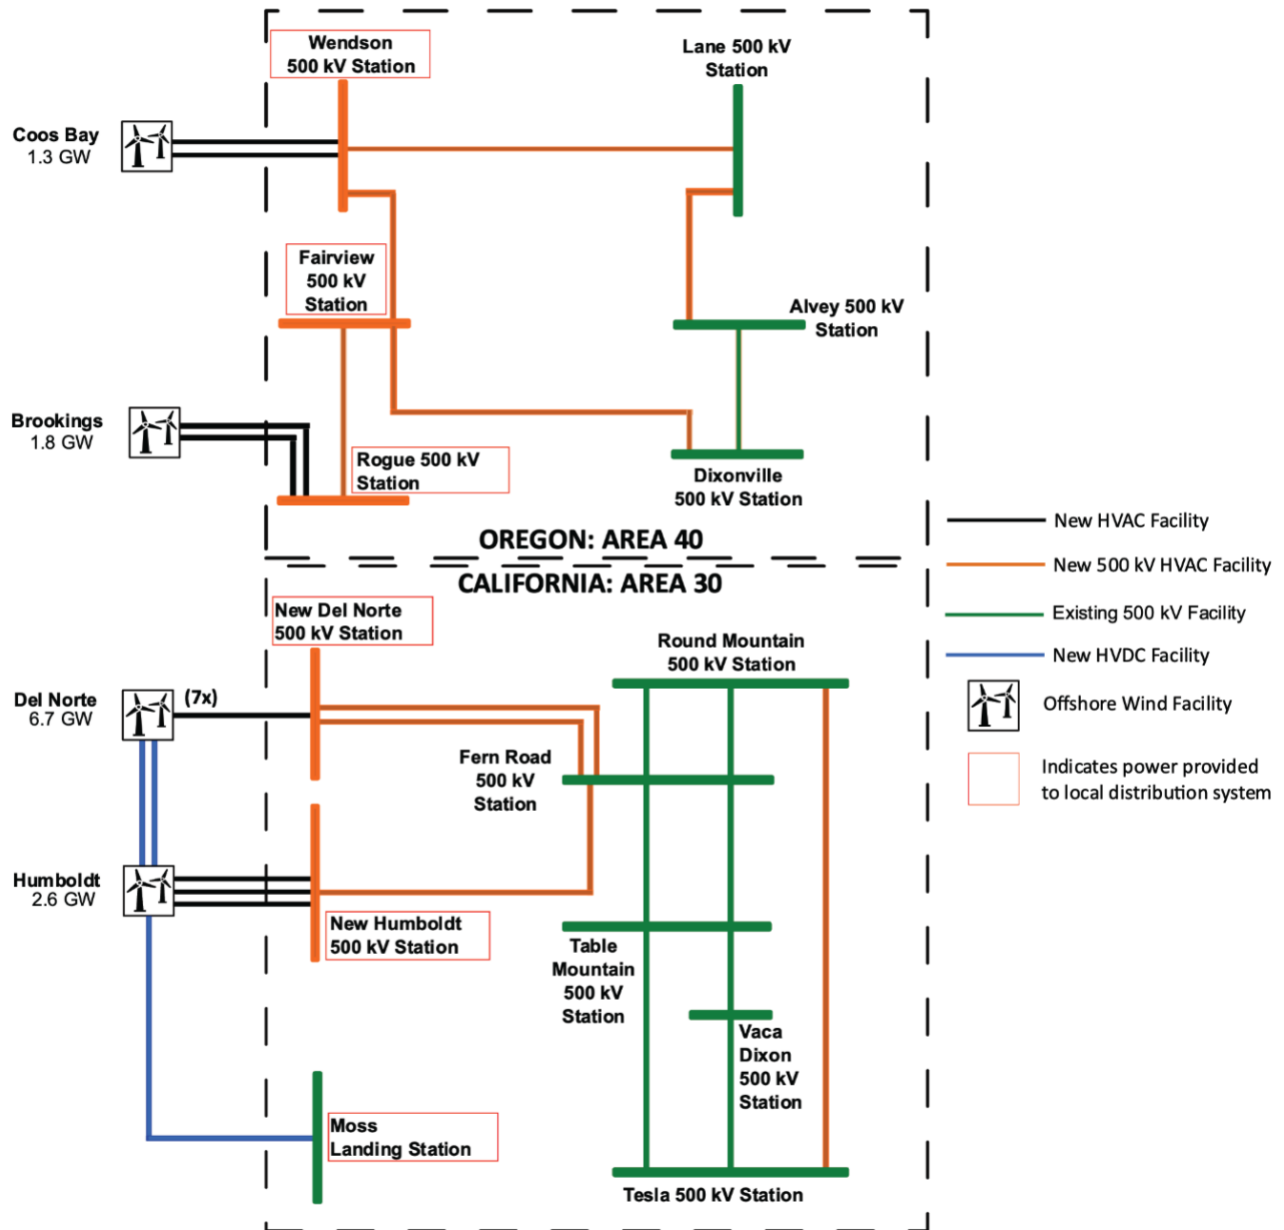 Wendson
500 kV Station
Lane 500 kV
Station
Coos Bay
1.3 GW
Fairview
500 kV
Station
Alvey 500 kV
Station
Brookings
1.8 GW
Rogue 500 kV
Station
Dixonville
500 kV Station
OREGON: AREA 40
CALIFORNIA: AREA 30
New HVAC Facility
New 500 kV HVAC Facility
Existing 500 kV Facility
New HVDC Facility
Offshore Wind Facility
Indicates power provided
to local distribution system
New Del Norte
500 kV Station
Round Mountain
500 kV Station
Del Norte
6.7 GW
(7x)
Fern Road
500 kV
Station
Humboldt
2.6 GW
New Humboldt
500 kV Station
Table
Mountain
500 kV
Station
Vaca
Dixon
500 kV
Station
Moss
Landing Station
Tesla 500 kV Station